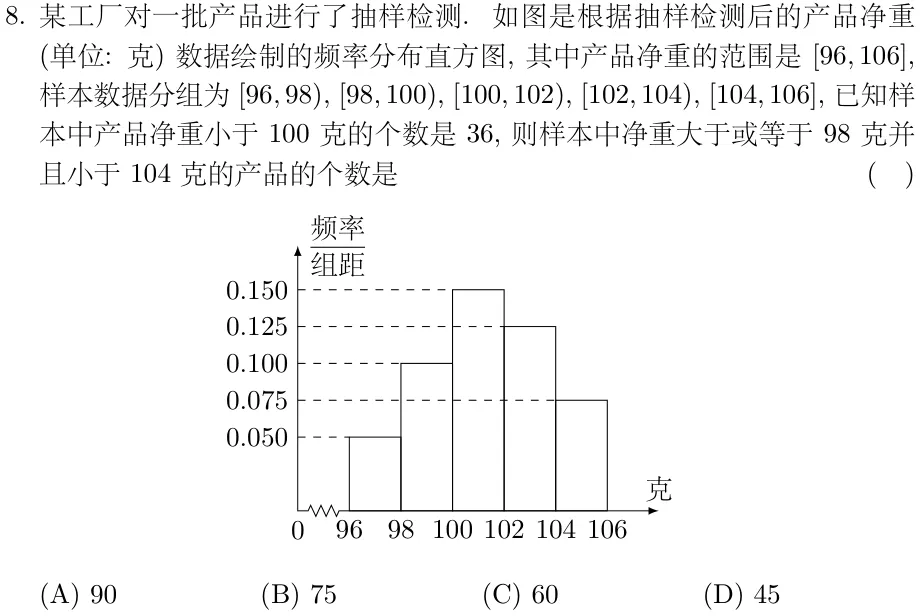 8. 某工厂对一批产品进行了抽样检测. 如图是根据抽样检测后的产品净重
(单位: 克) 数据绘制的频率分布直方图, 其中产品净重的范围是 [96, 106],
样本数据分组为 [96, 98), [98, 100), [100, 102), [102, 104), [104, 106], 已知样
本中产品净重小于 100 克的个数是 36, 则样本中净重大于或等于 98 克并
且小于 104 克的产品的个数是 ( )
频率
组距
0.150
0.125
0.100
0.075
0.050
克
0 96 98 100 102 104 106
(A) 90 (B) 75 (C) 60 (D) 45